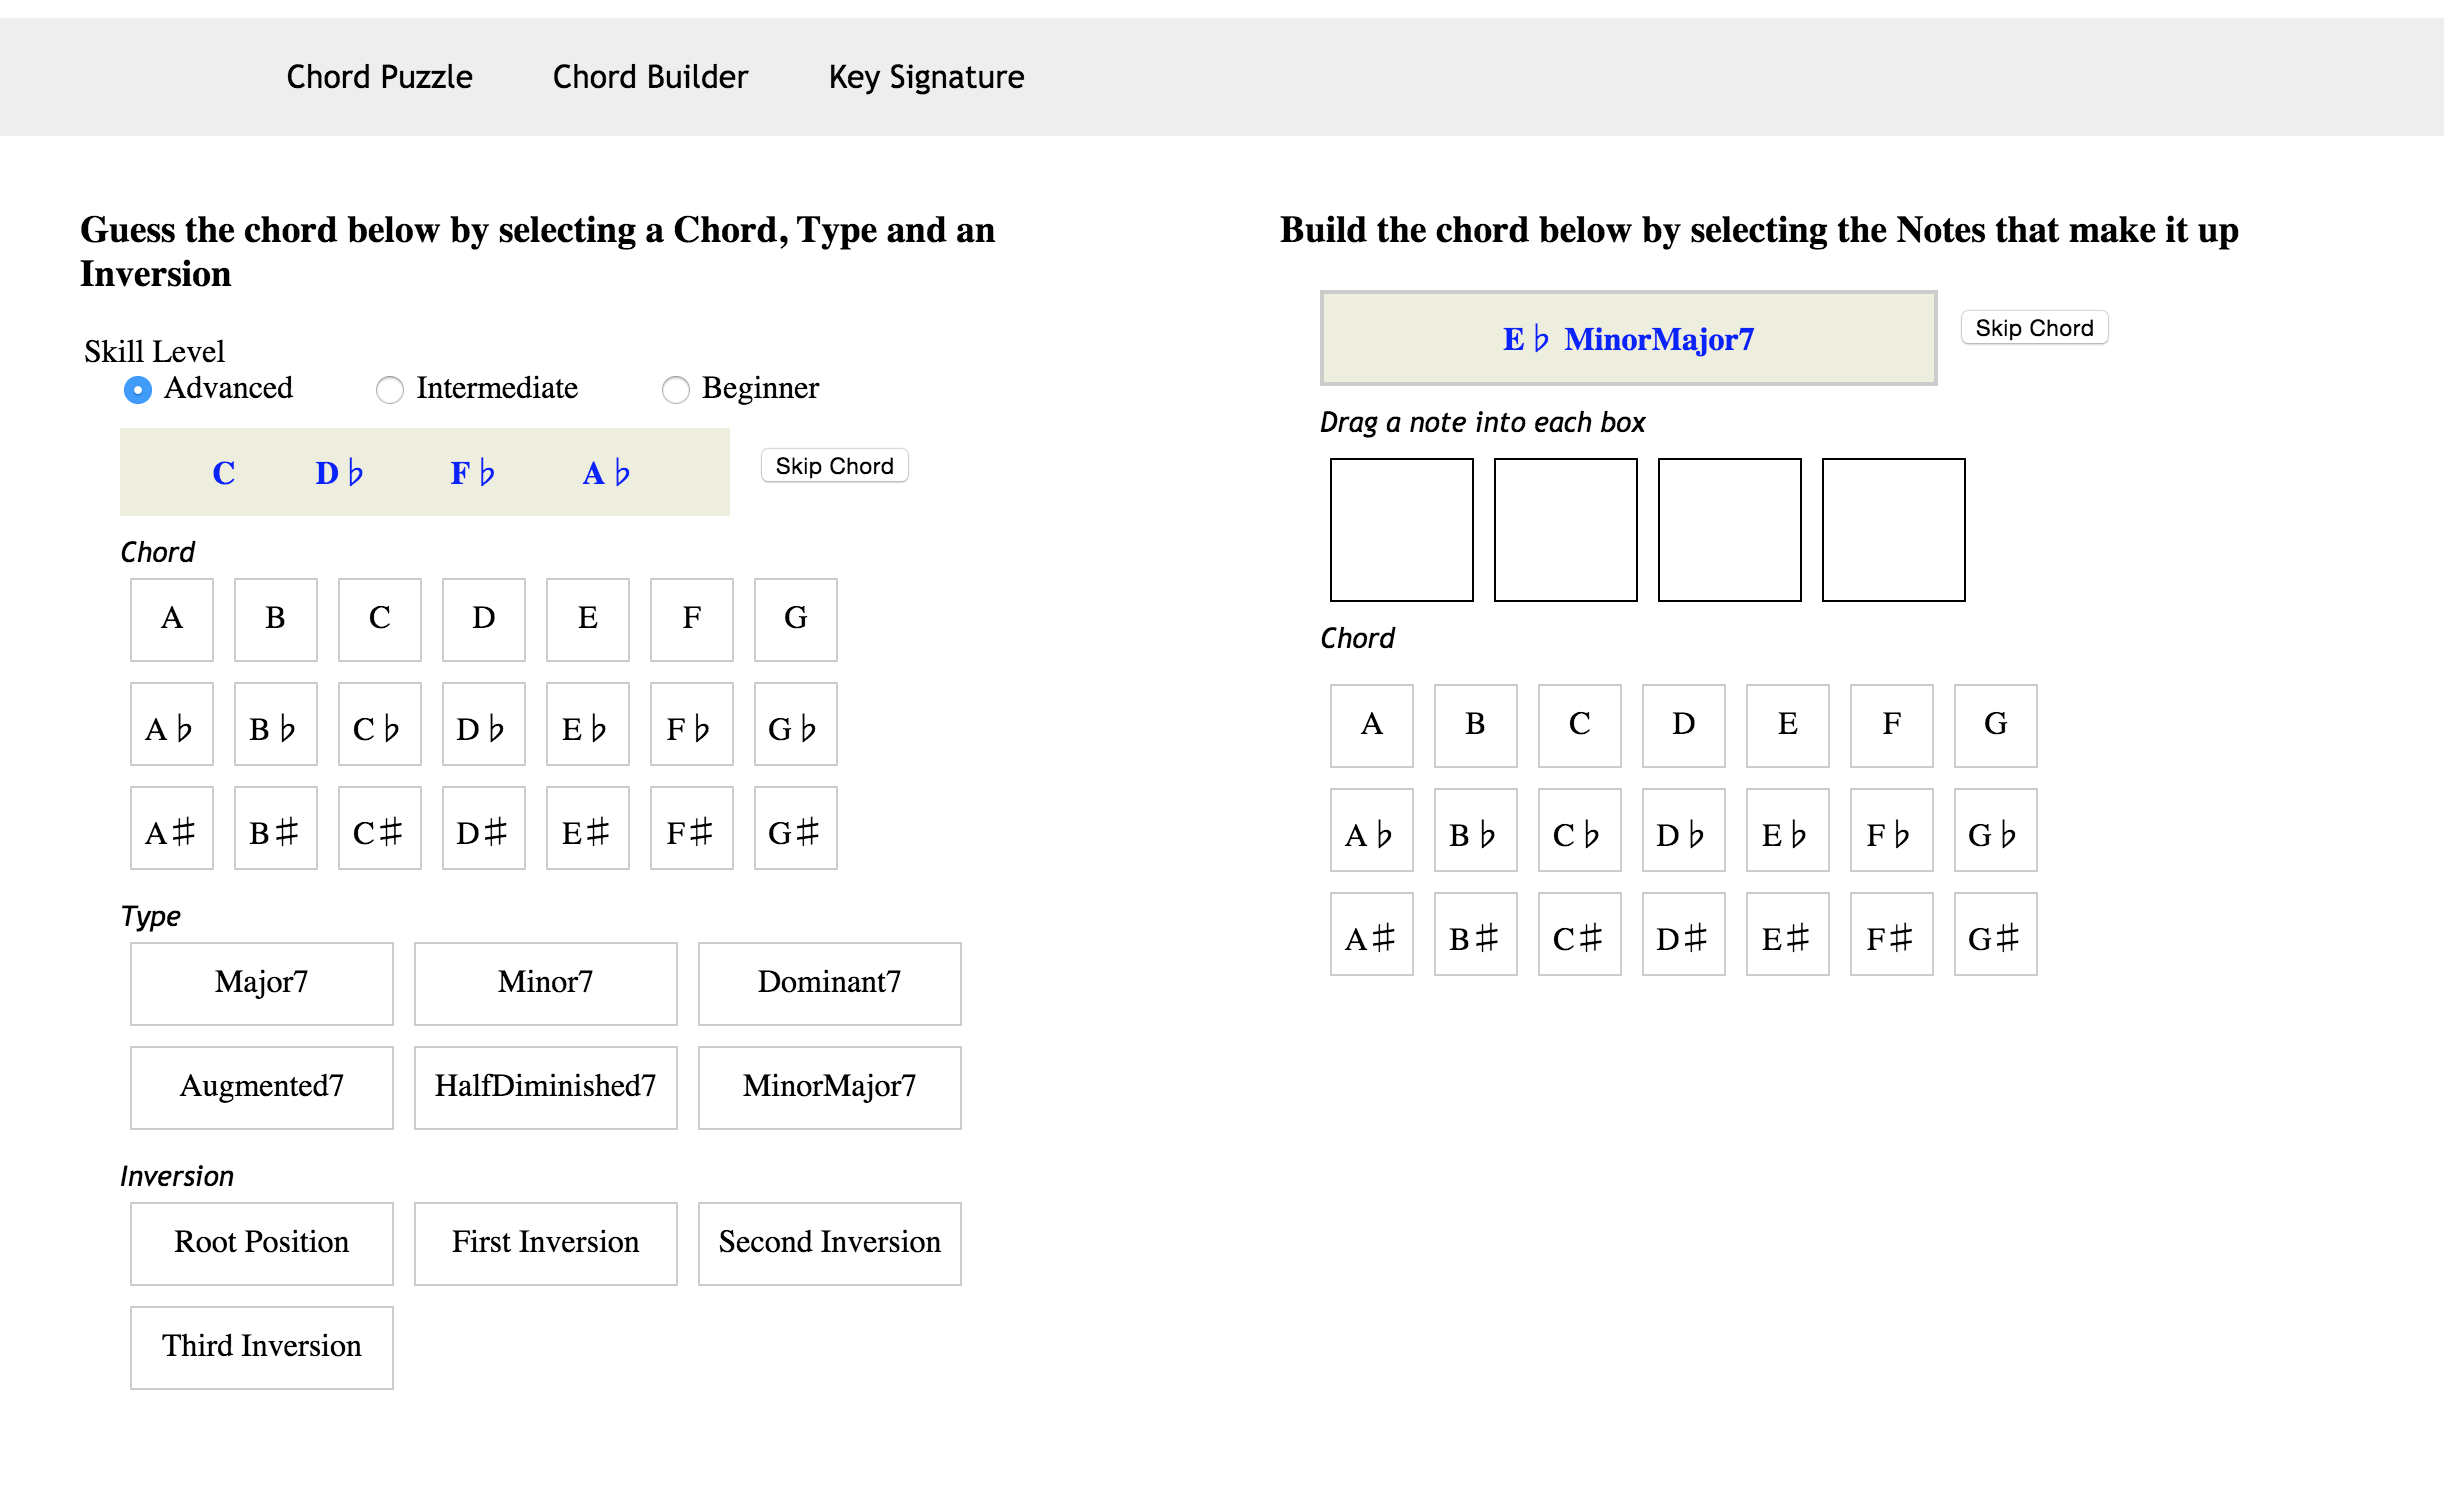 Chord Puzzle Chord Builder Key Signature
Guess the chord below by selecting a Chord, Type and an
Inversion
Skill Level
Advanced Intermediate Beginner
C D♭ F♭ A♭ Skip Chord
Chord
A B C D E F G
A♭ B♭ C♭ D♭ E♭ F♭ G♭
A♯ B♯ C♯ D♯ E♯ F♯ G♯
Type
Major7 Minor7 Dominant7
Augmented7 HalfDiminished7 MinorMajor7
Inversion
Root Position First Inversion Second Inversion
Third Inversion
Build the chord below by selecting the Notes that make it up
E♭ MinorMajor7 Skip Chord
Drag a note into each box
Chord
A B C D E F G
A♭ B♭ C♭ D♭ E♭ F♭ G♭
A♯ B♯ C♯ D♯ E♯ F♯ G♯